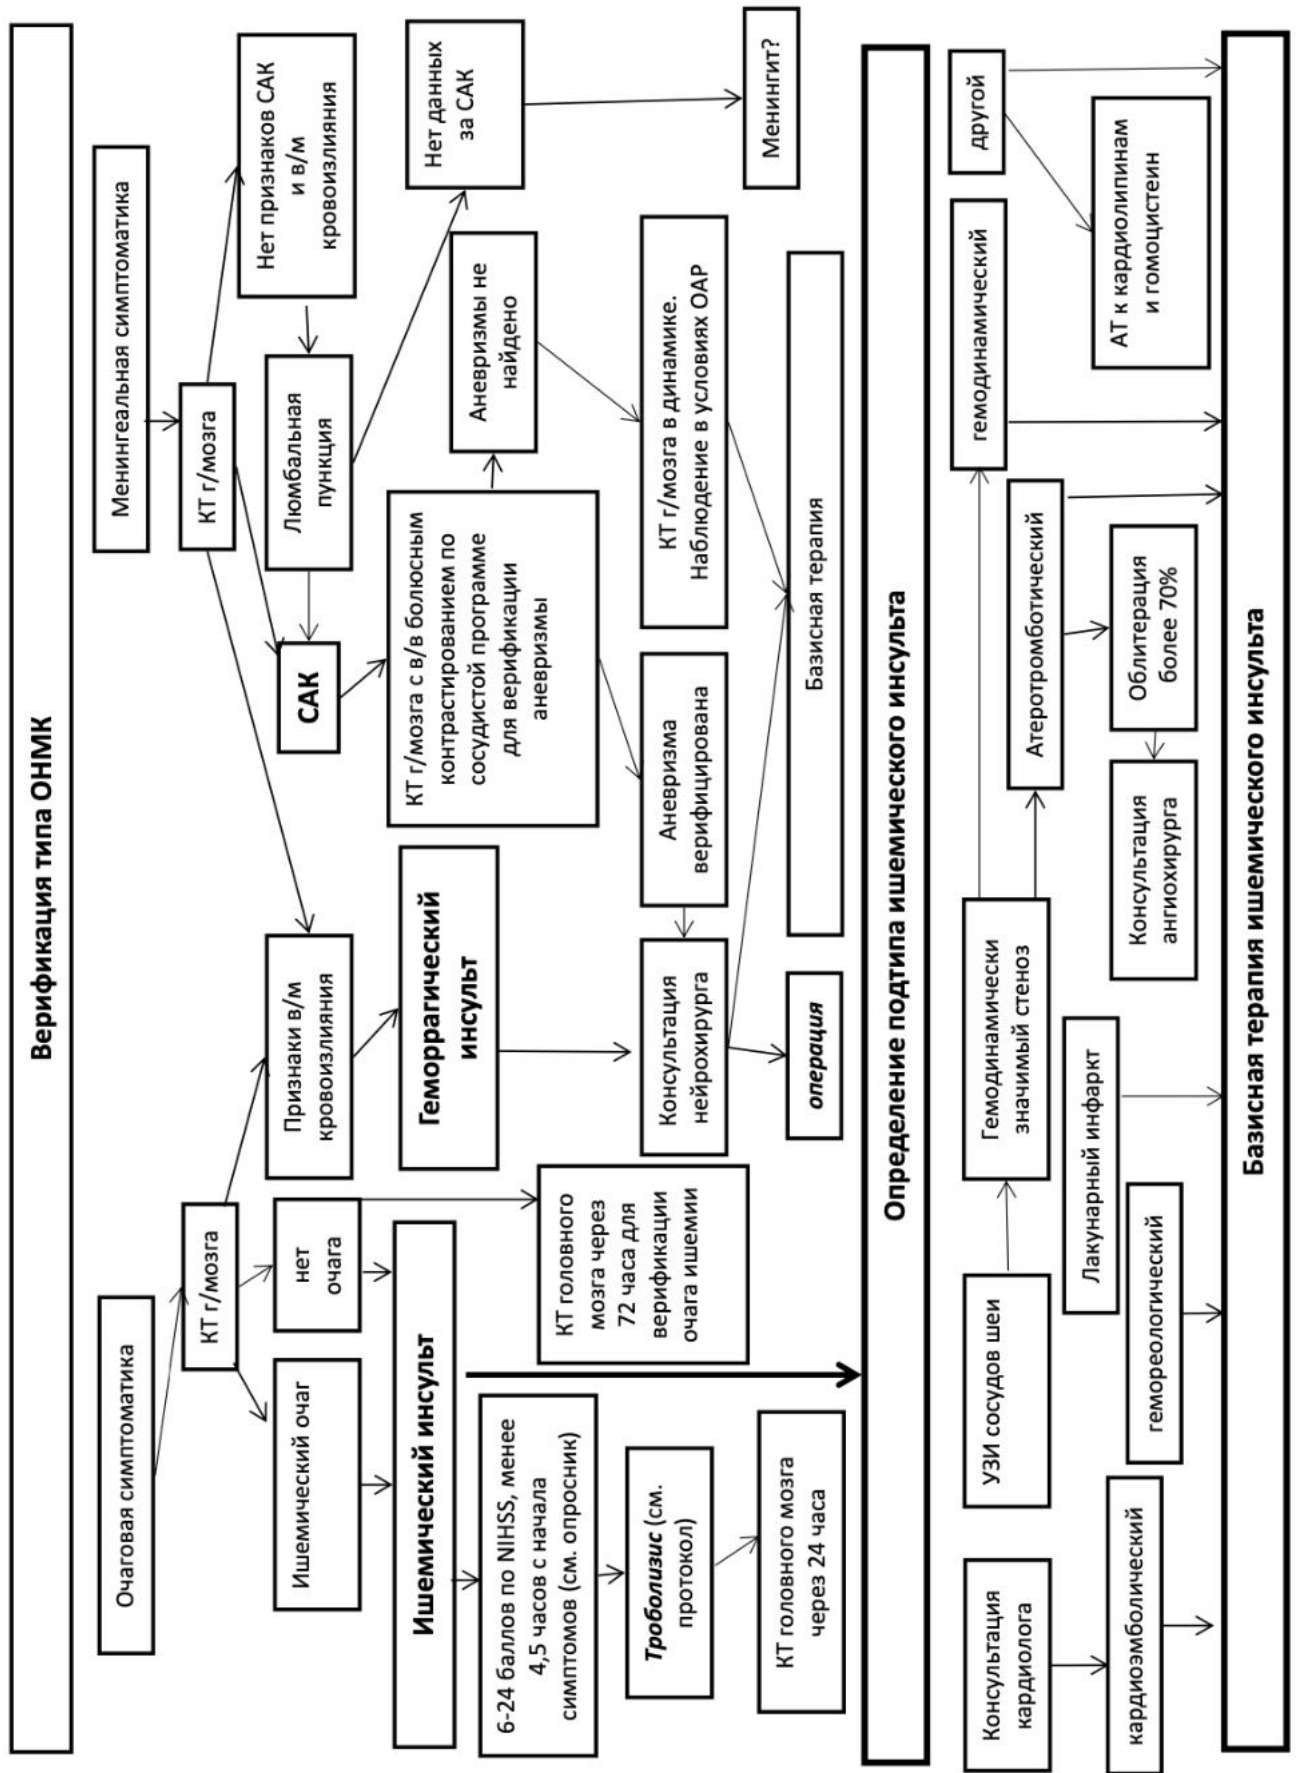 Верификация типа ОНМК
Очаговая симптоматика
Менингеальная симптоматика
КТ г/мозга
КТ г/мозга
Ишемический очаг
нет
очага
Признаки в/м
кровоизлияния
САК
Люмбальная
пункция
Нет признаков САК
и в/м
кровоизлияния
Ишемический инсульт
Геморрагический
инсульт
КТ г/мозга с в/в болюсным
контрастированием по
сосудистой программе
для верификации
аневризмы
Аневризмы не
найдено
Нет данных
за САК
6-24 баллов по NIHSS, менее
4,5 часов с начала
симптомов (см. опросник)
КТ головного
мозга через
72 часа для
верификации
очага ишемии
Троболизис (см.
протокол)
Консультация
нейрохирурга
Аневризма
верифицирована
КТ г/мозга в динамике.
Наблюдение в условиях ОАР
Менингит?
КТ головного мозга
через 24 часа
операция
Базисная терапия
Определение подтипа ишемического инсульта
Консультация
кардиолога
УЗИ сосудов шеи
Гемодинамически
значимый стеноз
гемодинамический
другой
Атеротромботический
Лакунарный инфаркт
кардиоэмболический
гемореологический
Консультация
ангиохирурга
Облитерация
более 70%
АТ к кардиолипинам
и гомоцистеин
Базисная терапия ишемического инсульта